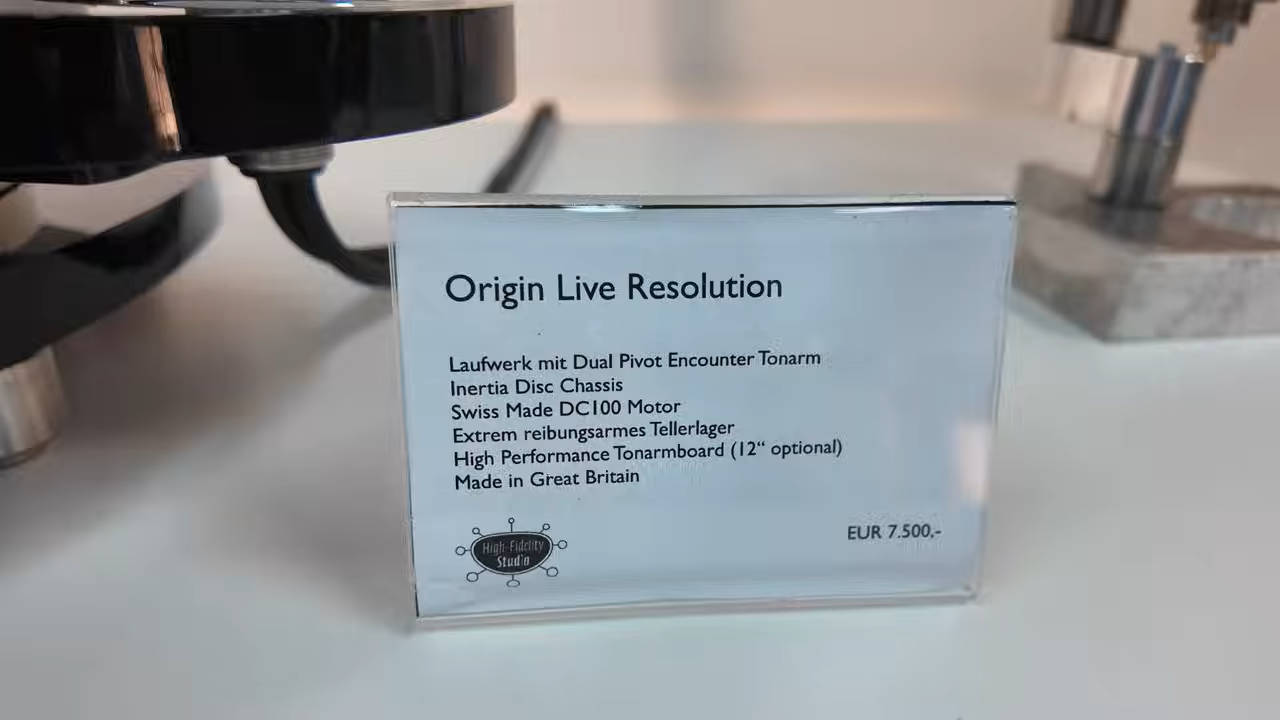 Origin Live Resolution
Laufwerk mit Dual Pivot Encounter Tonarm
Inertia Disc Chassis
Swiss Made DC100 Motor
Extrem reibungsarmes Tellerlager
High Performance Tonarmboard (12“ optional)
Made in Great Britain
High-Fidelity
Studio
EUR 7.500,-